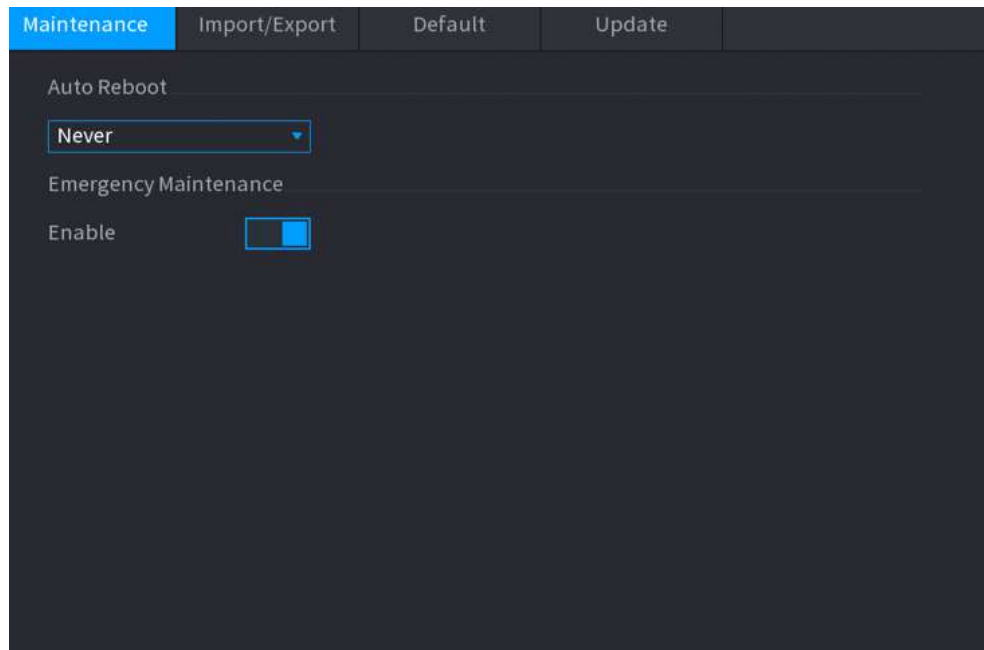 Maintenance Import/Export Default Update
Auto Reboot
Never
Emergency Maintenance
Enable